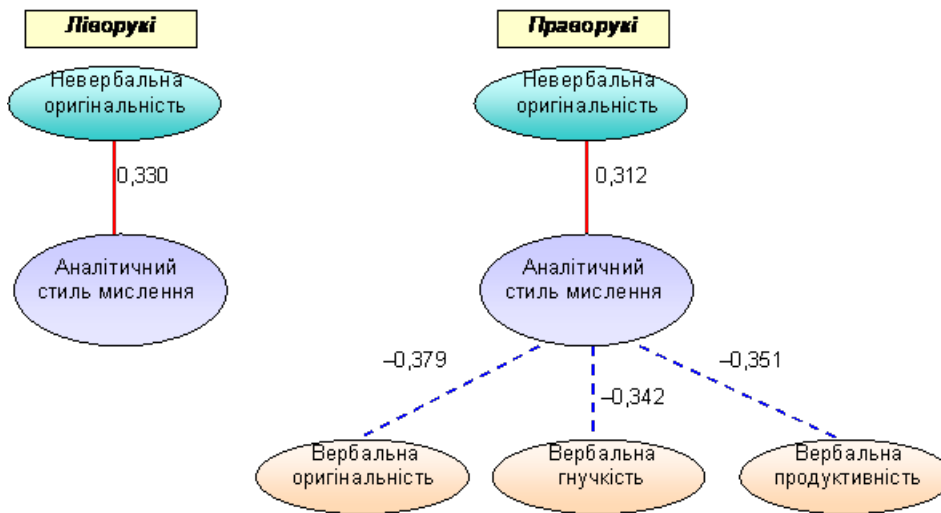 Ліворукі
Праворукі
Невербальна
оригінальність
Невербальна
оригінальність
0,330
0,312
Аналітичний
стиль мислення
Аналітичний
стиль мислення
–0,379
–0,351
–0,342
Вербальна
оригінальність
Вербальна
гнучкість
Вербальна
продуктивність